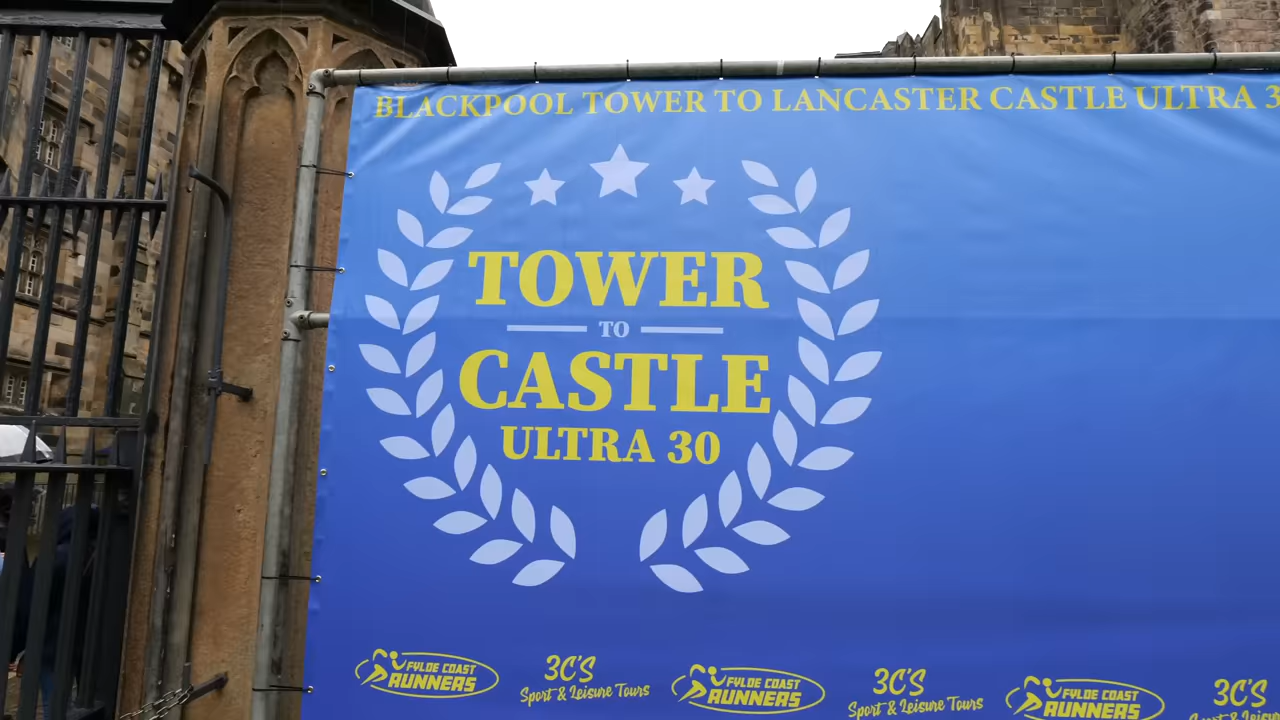 BLACKPOOL TOWER TO LANCASTER CASTLE ULTRA 3
TOWER
TO
CASTLE
ULTRA 30
FYLDE COAST
RUNNERS
3C'S
Sport & Leisure Tours
FYLDE COAST
RUNNERS
3C'S
Sport & Leisure Tours
FYLDE COAST
RUNNERS
3C'S